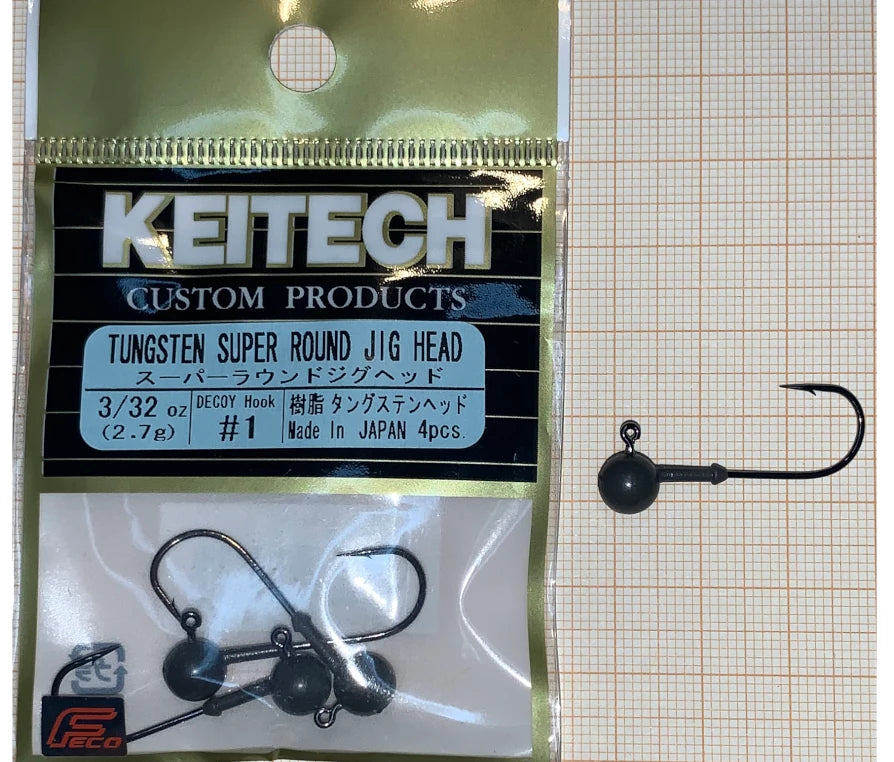 KEITECH
CUSTOM PRODUCTS
TUNGSTEN SUPER ROUND JIG HEAD
スーパーラウンドジグヘッド
3/32 oz
(2.7g)
DECOY Hook
#1
樹脂 タングステンヘッド
Made In JAPAN 4pcs.
FECO